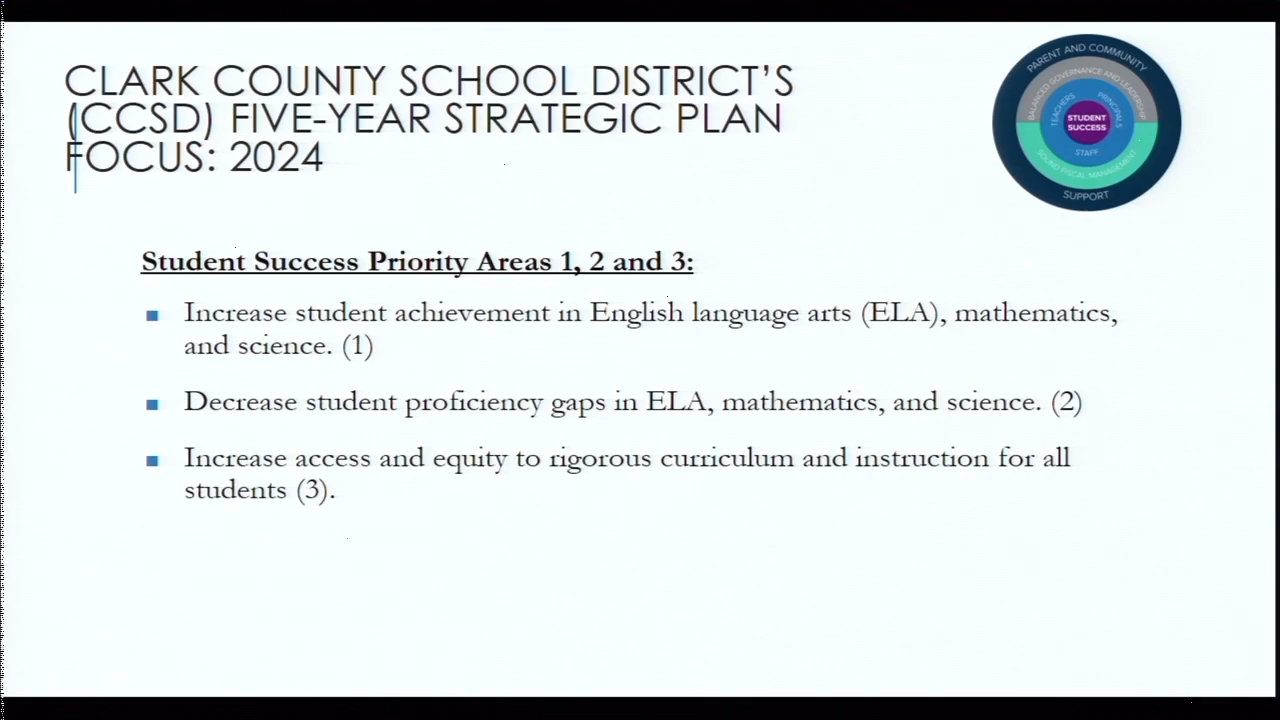 CLARK COUNTY SCHOOL DISTRICT'S
(CCSD) FIVE-YEAR STRATEGIC PLAN
FOCUS: 2024
PARENT AND COMMUNITY
BALANCED GOVERNANCE AND LEADERSHIP
TEACHERS
PRINCIPALS
STUDENT
SUCCESS
STAFF
SOUND FISCAL MANAGEMENT
SUPPORT
Student Success Priority Areas 1, 2 and 3:
Increase student achievement in English language arts (ELA), mathematics,
and science. (1)
Decrease student proficiency gaps in ELA, mathematics, and science. (2)
Increase access and equity to rigorous curriculum and instruction for all
students (3).